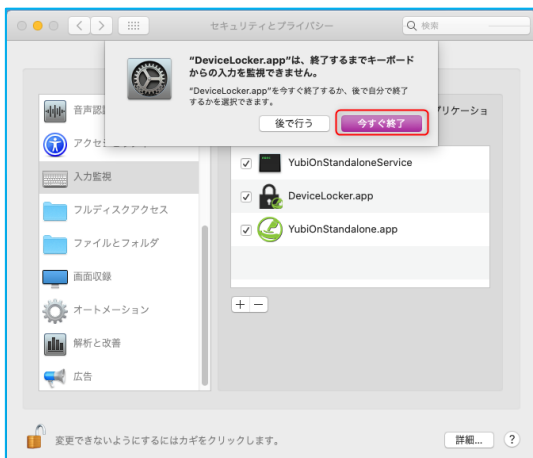 セキュリティとプライバシー
検索
"DeviceLocker.app"は、終了するまでキーボード
からの入力を監視できません。
"DeviceLocker.app"を今すぐ終了するか、後で自分で終了
するかを選択できます。
後で行う
今すぐ終了
音声認
プリケーショ
アクセ
入力監視
フルディスクアクセス
ファイルとフォルダ
画面収録
オートメーション
解析と改善
広告
YubiOnStandaloneService
DeviceLocker.app
YubiOnStandalone.app
+ −
変更できないようにするにはカギをクリックします。
詳細...
?